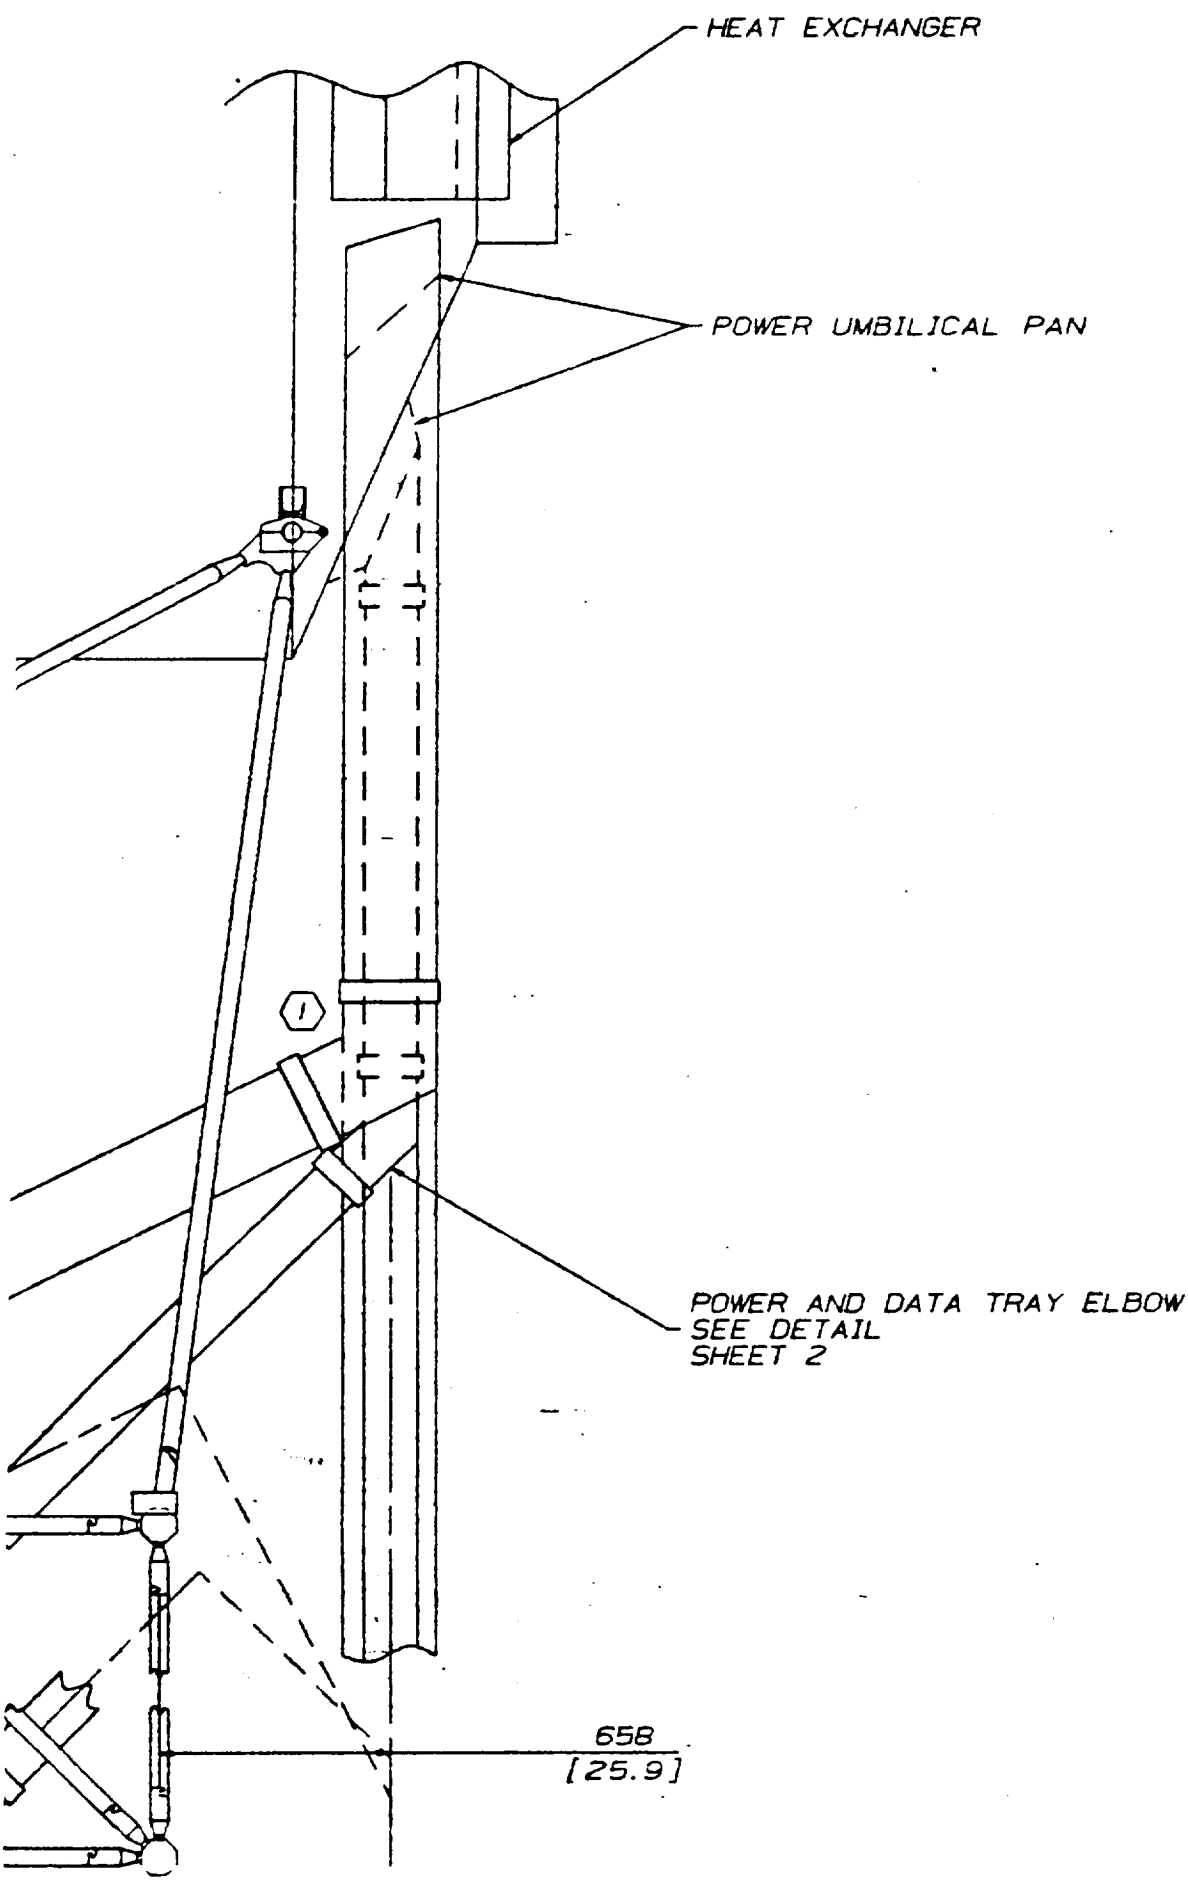 HEAT EXCHANGER
POWER UMBILICAL PAN
1
POWER AND DATA TRAY ELBOW
SEE DETAIL
SHEET 2
658
[25.9]